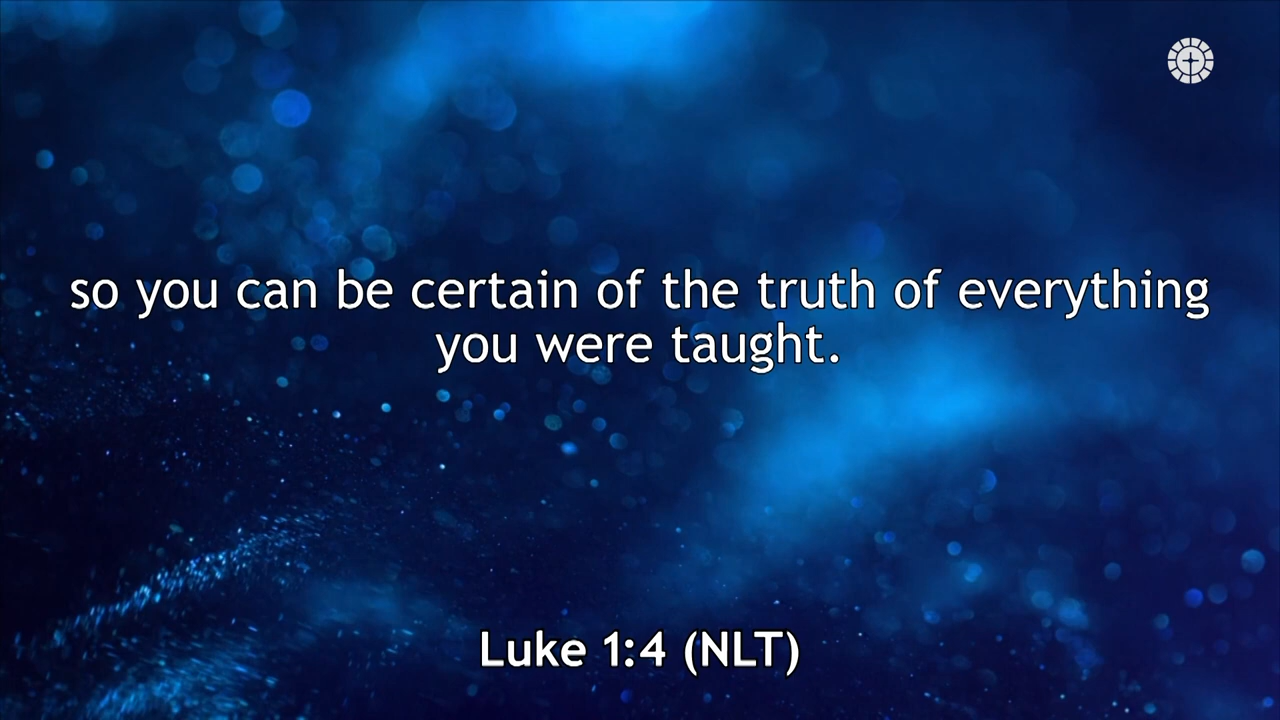 so you can be certain of the truth of everything
you were taught.
Luke 1:4 (NLT)